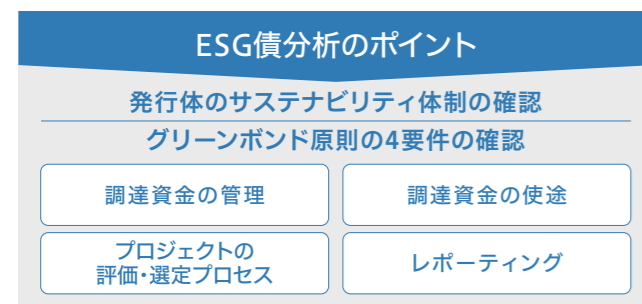 ESG債分析のポイント
発行体のサステナビリティ体制の確認
グリーンボンド原則の4要件の確認
調達資金の管理
調達資金の使途
プロジェクトの
評価・選定プロセス
レポーティング